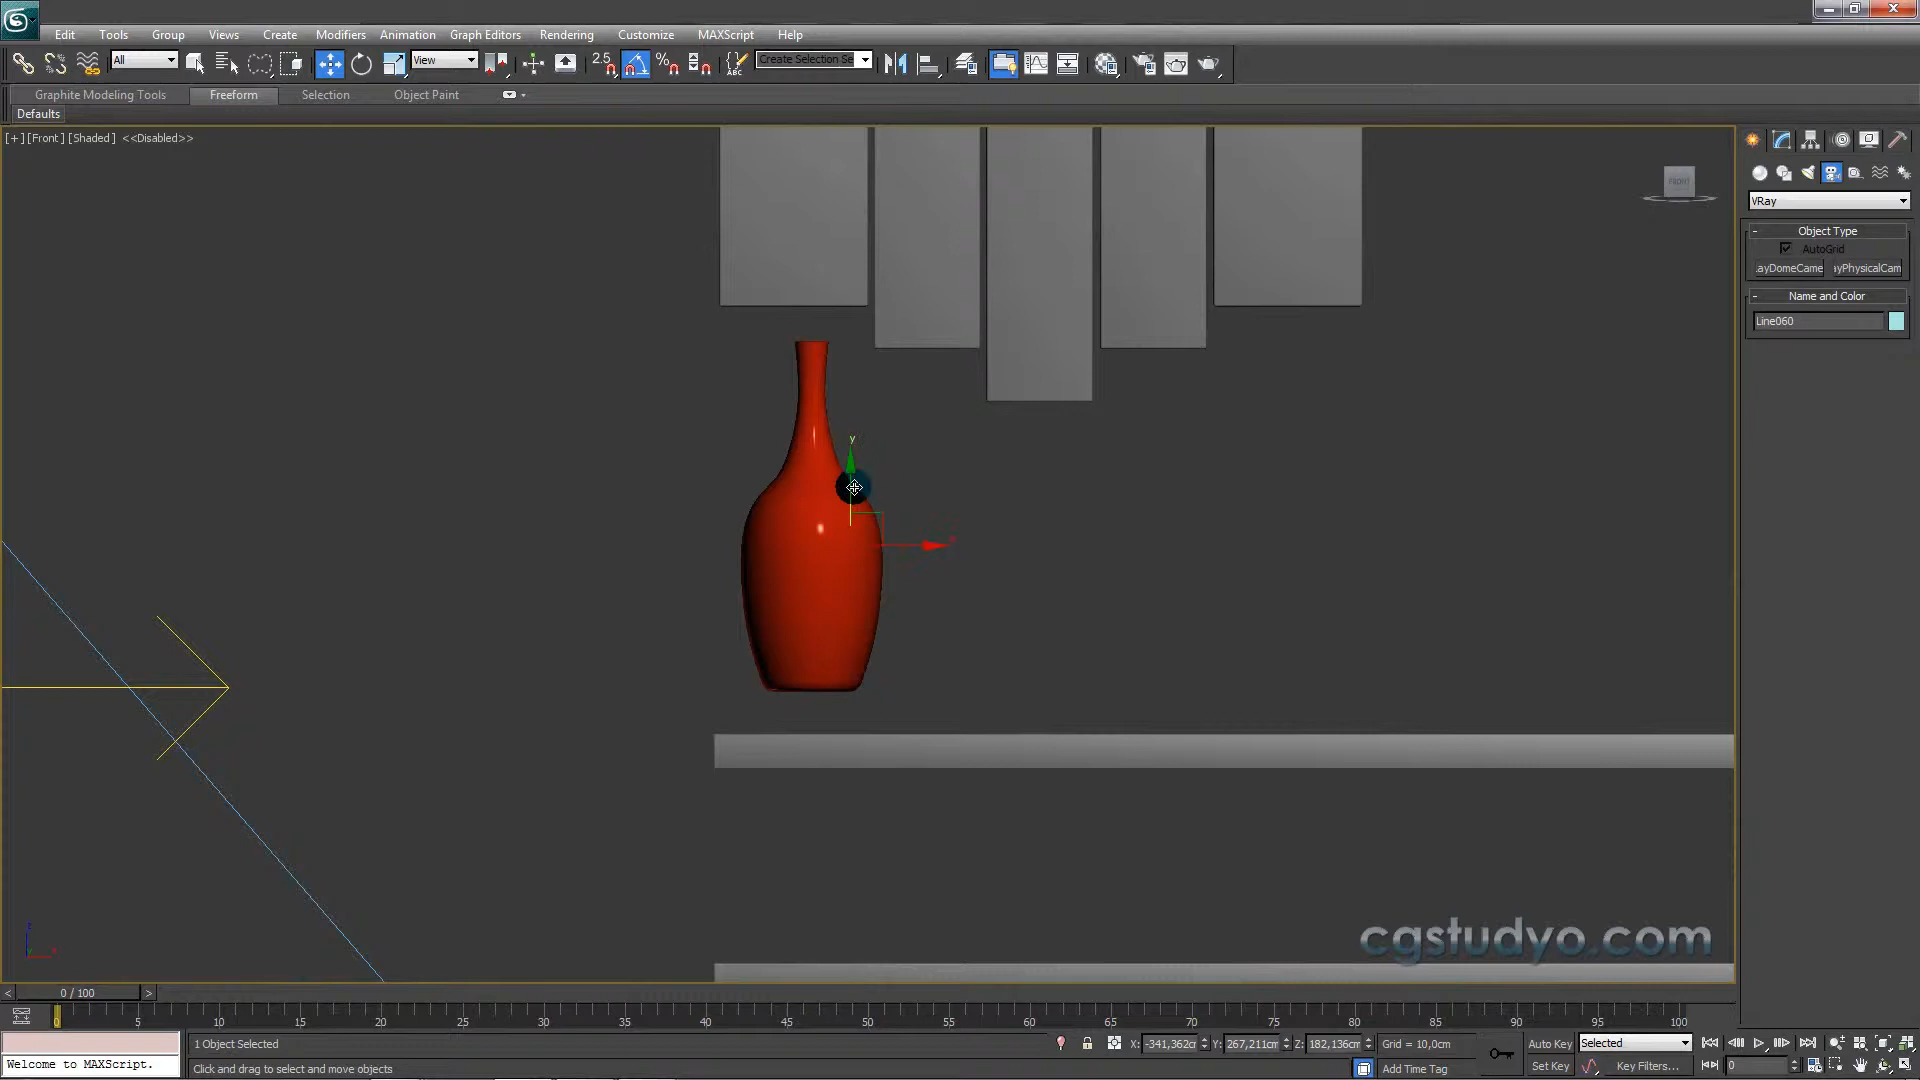 Edit Tools Group Views Create Modifiers Animation Graph Editors Rendering Customize MAXScript Help
All View 2.5 % ABC Create Selection Se
Graphite Modeling Tools Freeform Selection Object Paint
Defaults
[+] [Front] [Shaded] <<Disabled>>
FRONT
VRay
- Object Type
AutoGrid
.ayDomeCame ayPhysicalCam
- Name and Color
Line060
y
x
cgstudyo.com
< 0 / 100 >
0 5 10 15 20 25 30 35 40 45 50 55 60 65 70 75 80 85 90 95 100
1 Object Selected X: -341,362c Y: 267,211cm Z: 182,136cm Grid = 10,0cm Auto Key Selected
Welcome to MAXScript. Click and drag to select and move objects Add Time Tag Set Key Key Filters... 0